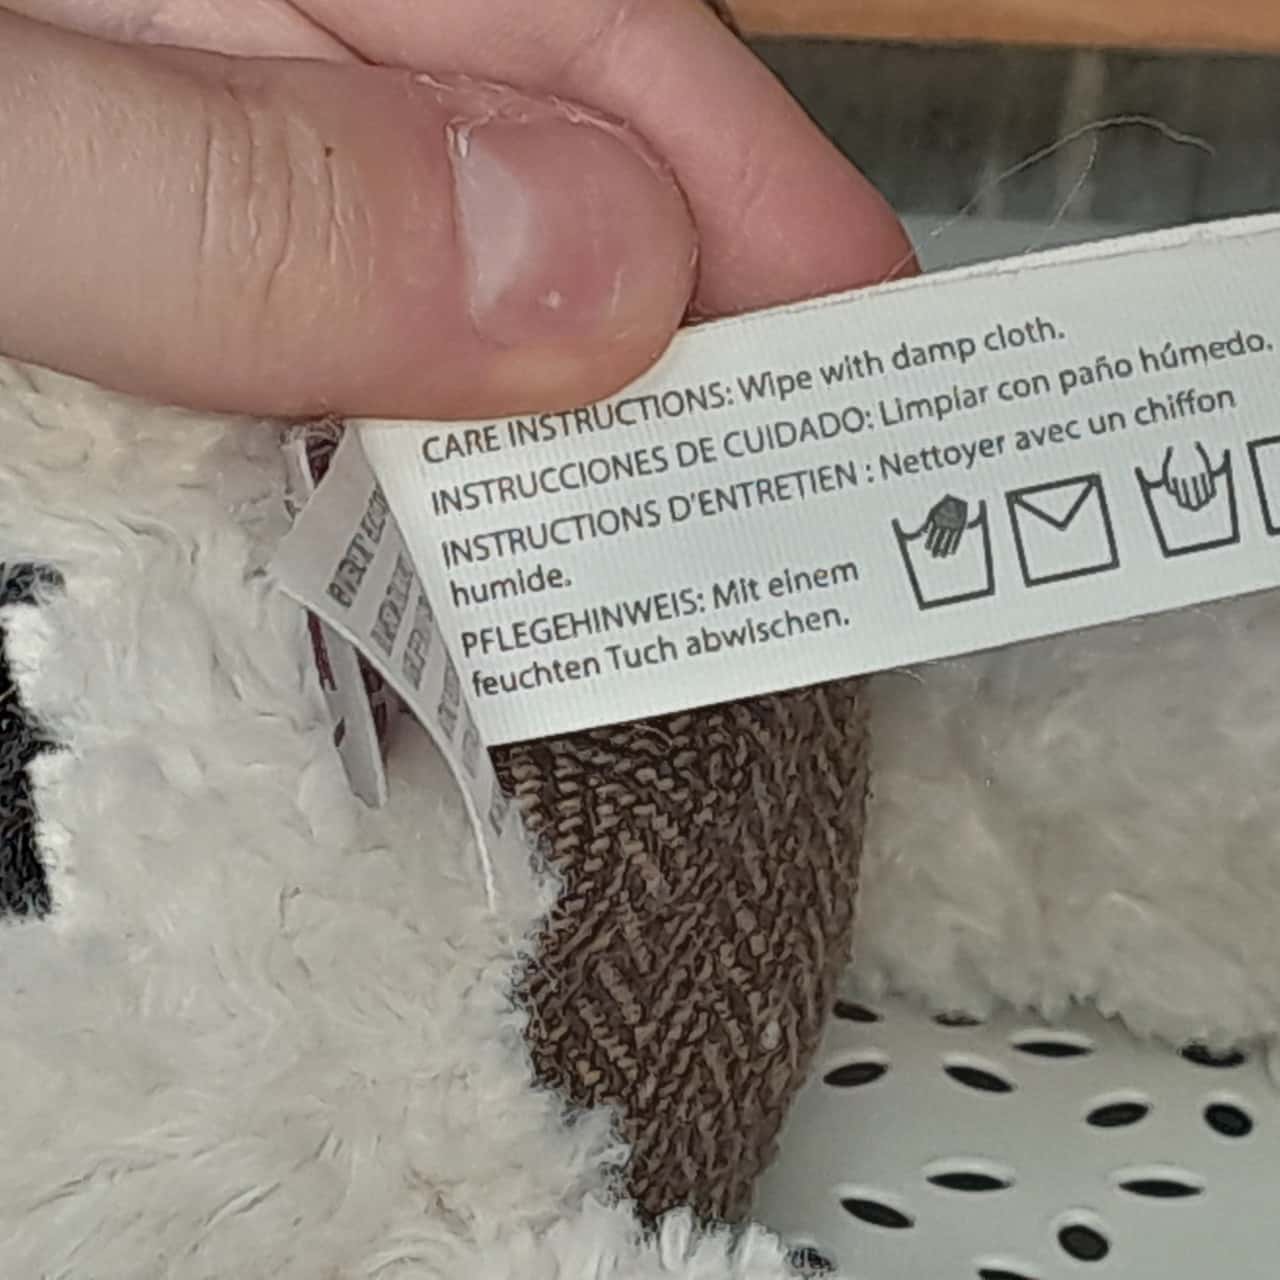 CARE INSTRUCTIONS: Wipe with damp cloth.
INSTRUCCIONES DE CUIDADO: Limpiar con paño húmedo.
INSTRUCTIONS D'ENTRETIEN : Nettoyer avec un chiffon
humide.
PFLEGEHINWEIS: Mit einem
feuchten Tuch abwischen.